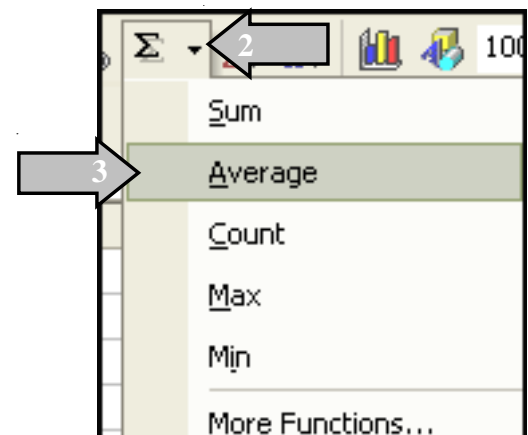 Σ 2 100
Sum
3 Average
Count
Max
Min
More Functions...